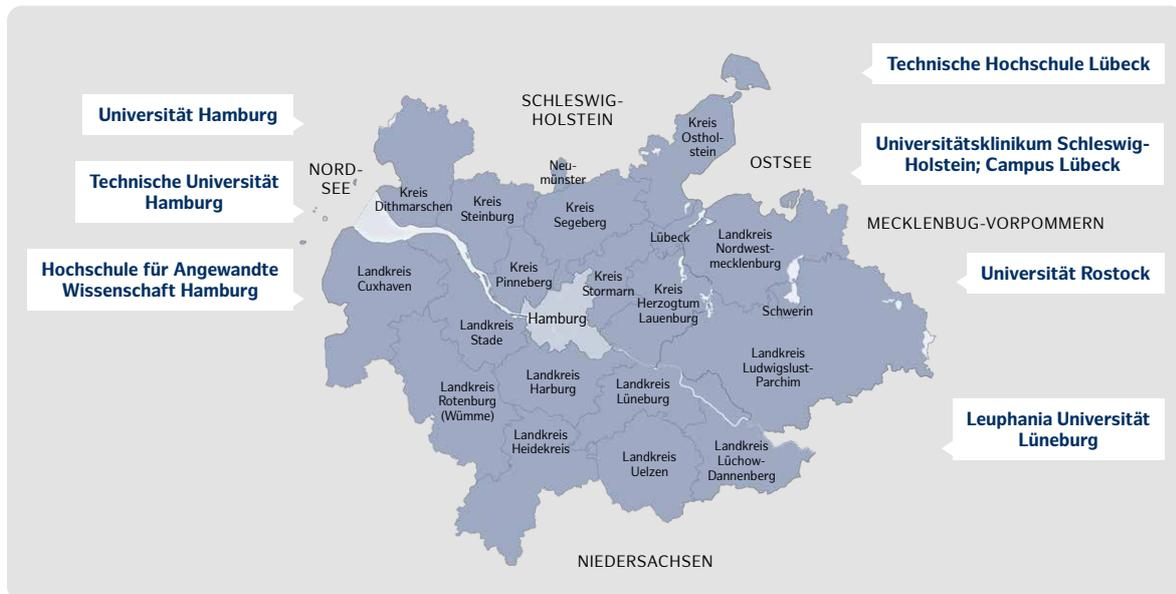 Technische Hochschule Lübeck
SCHLESWIG-
HOLSTEIN
Universität Hamburg
Kreis
Osthol-
stein
Universitätsklinikum Schleswig-
Holstein; Campus Lübeck
OSTSEE
NORD-
SEE
Neu-
münster
Technische Universität
Hamburg
Kreis
Dithmarschen
Kreis
Steinburg
Kreis
Segeberg
MECKLENBUG-VORPOMMERN
Lübeck
Landkreis
Nordwest-
mecklenburg
Hochschule für Angewandte
Wissenschaft Hamburg
Landkreis
Cuxhaven
Kreis
Pinneberg
Kreis
Stormarn
Kreis
Herzogtum
Lauenburg
Universität Rostock
Schwerin
Hamburg
Landkreis
Stade
Landkreis
Ludwigslust-
Parchim
Landkreis
Harburg
Landkreis
Lüneburg
Landkreis
Rotenburg
(Wümme)
Leuphania Universität
Lüneburg
Landkreis
Heidekreis
Landkreis
Uelzen
Landkreis
Lüchow-
Dannenberg
NIEDERSACHSEN